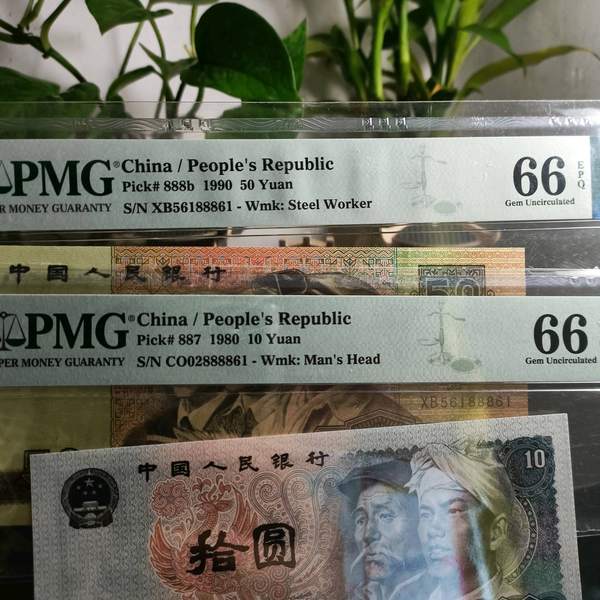 PMG®
PER MONEY GUARANTY
China / People's Republic
Pick# 888b 1990 50 Yuan
S/N XB56188861 - Wmk: Steel Worker
66 EPQ
Gem Uncirculated
中国人民银行
50
PMG®
PAPER MONEY GUARANTY
China / People's Republic
Pick# 887 1980 10 Yuan
S/N CO02888861 - Wmk: Man's Head
66
Gem Uncirculated
XB56188861
中国人民银行
10
拾圆